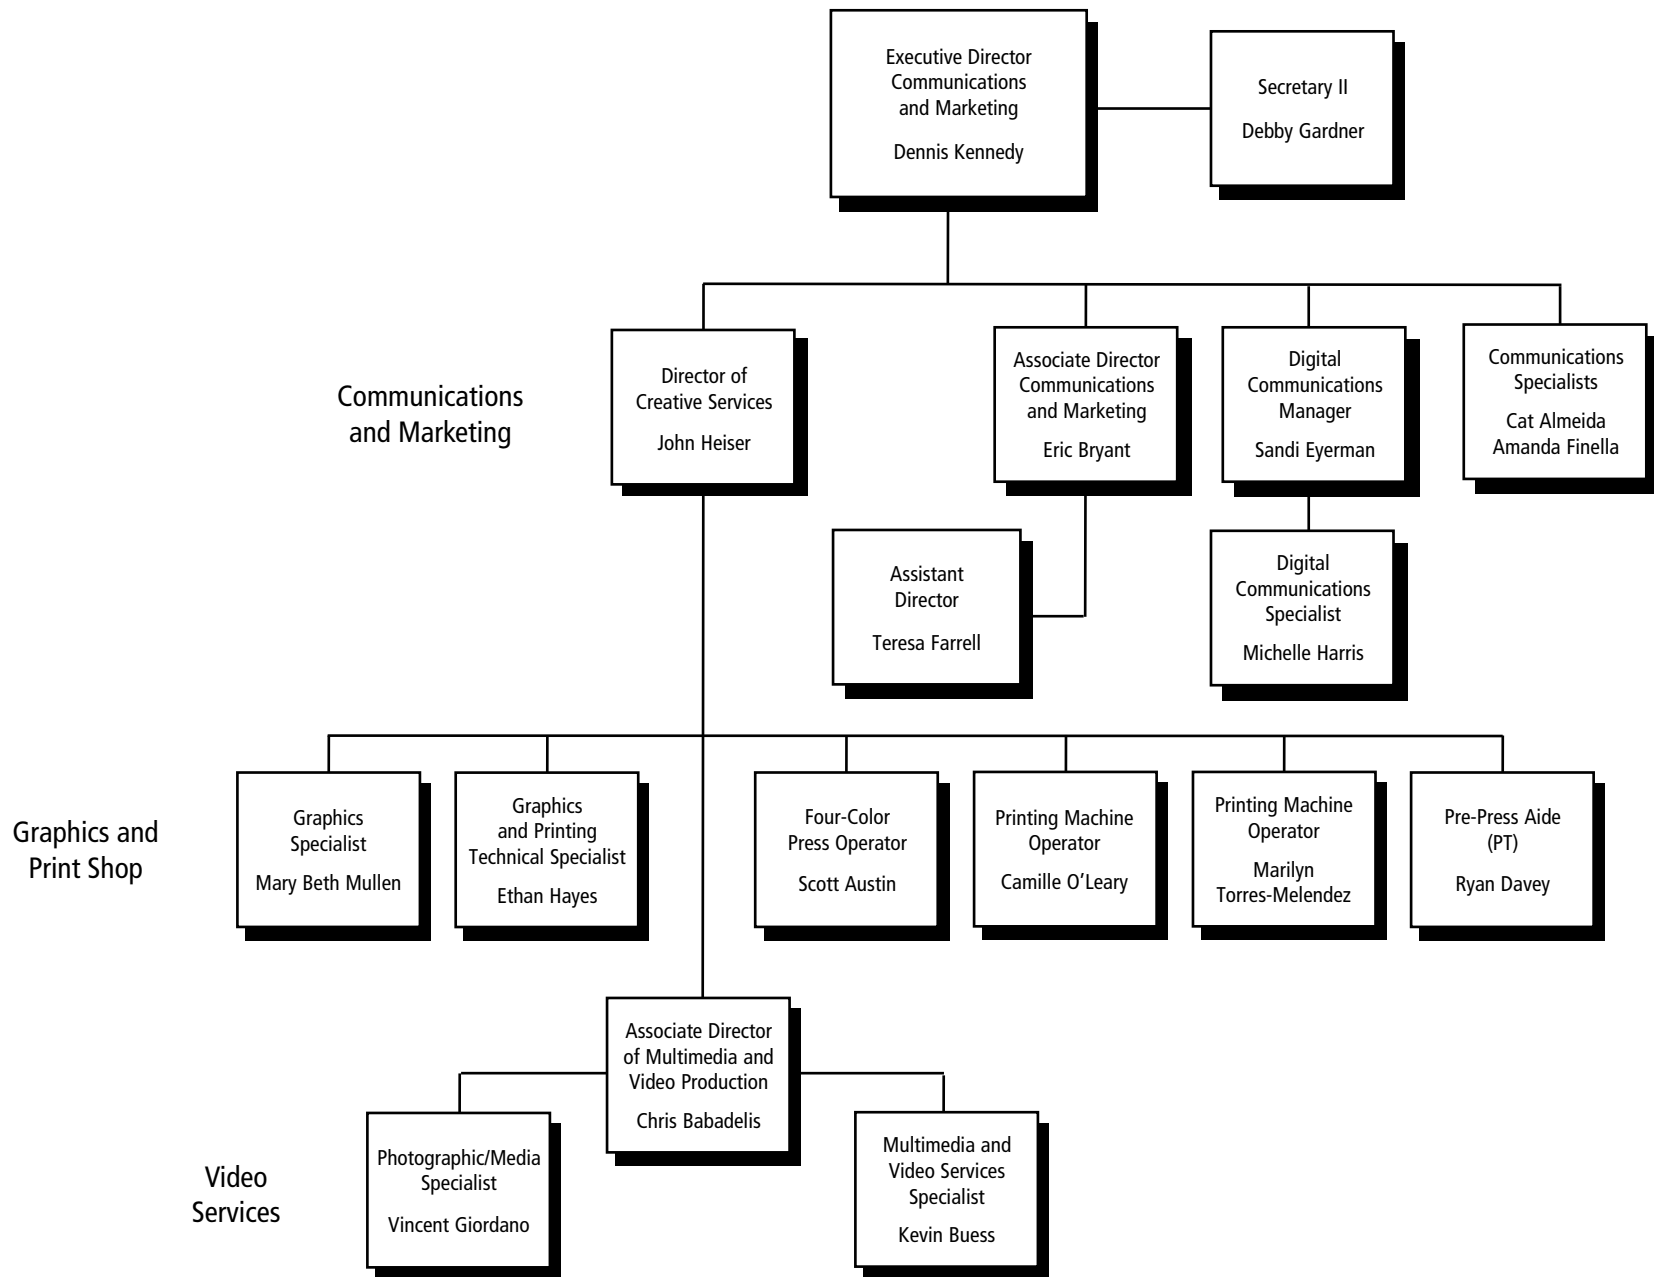 Executive Director
Communications
and Marketing
Dennis Kennedy
Secretary II
Debby Gardner
Communications
and Marketing
Director of
Creative Services
John Heiser
Associate Director
Communications
and Marketing
Eric Bryant
Digital
Communications
Manager
Sandi Eyerman
Communications
Specialists
Cat Almeida
Amanda Finella
Assistant
Director
Teresa Farrell
Digital
Communications
Specialist
Michelle Harris
Graphics and
Print Shop
Graphics
Specialist
Mary Beth Mullen
Graphics
and Printing
Technical Specialist
Ethan Hayes
Four-Color
Press Operator
Scott Austin
Printing Machine
Operator
Camille O’Leary
Printing Machine
Operator
Marilyn
Torres-Melendez
Pre-Press Aide
(PT)
Ryan Davey
Associate Director
of Multimedia and
Video Production
Chris Babadelis
Video
Services
Photographic/Media
Specialist
Vincent Giordano
Multimedia and
Video Services
Specialist
Kevin Buess